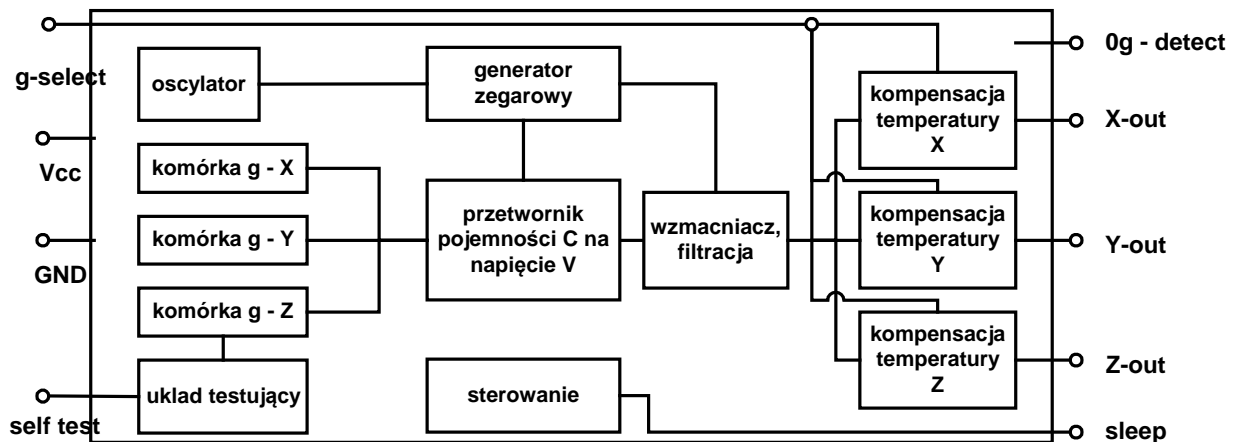 g-select
Vcc
GND
self test
oscylator
komórka g - X
komórka g - Y
komórka g - Z
uklad testujący
generator
zegarowy
przetwornik
pojemności C na
napięcie V
sterowanie
wzmacniacz,
filtracja
kompensacja
temperatury
X
kompensacja
temperatury
Y
kompensacja
temperatury
Z
0g - detect
X-out
Y-out
Z-out
sleep